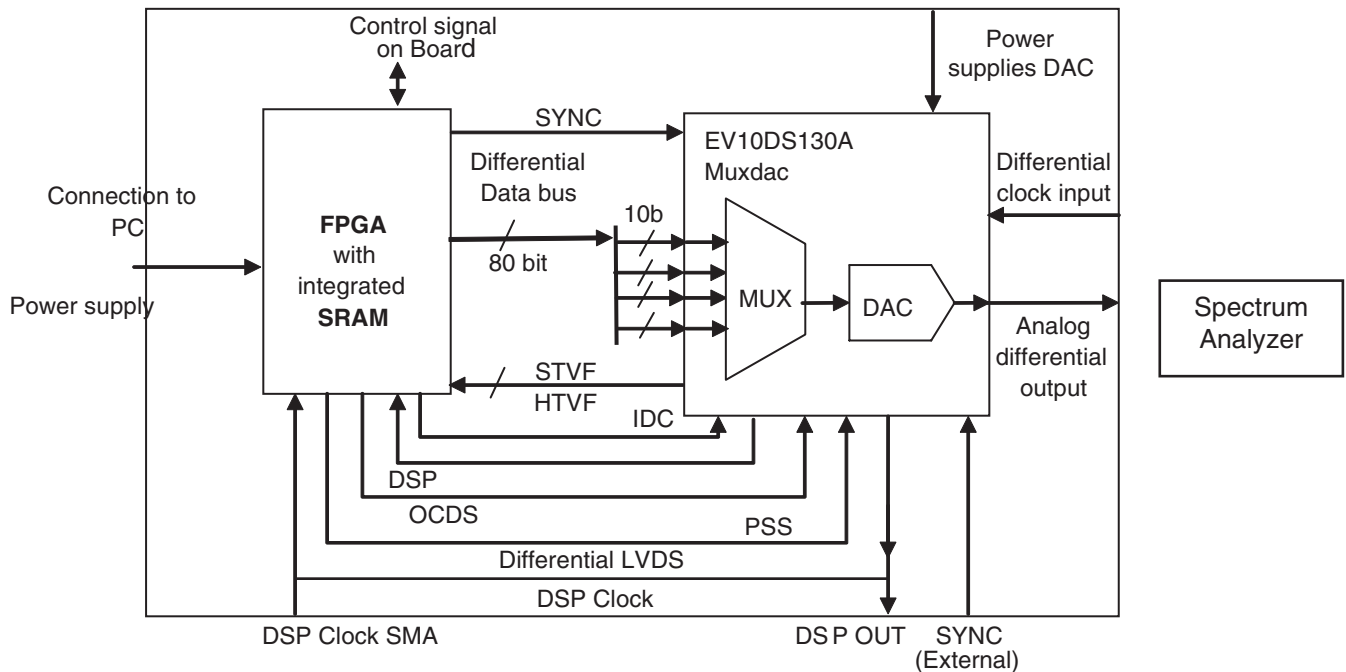 Control signal
on Board
Power
supplies DAC
SYNC
EV10DS130A
Muxdac
Differential
Data bus
Differential
clock input
Connection to
PC
10b
FPGA
with
integrated
SRAM
80 bit
MUX
DAC
Power supply
Spectrum
Analyzer
Analog
differential
output
STVF
HTVF
IDC
DSP
OCDS
PSS
Differential LVDS
DSP Clock
DSP Clock SMA
DSP OUT
SYNC
(External)